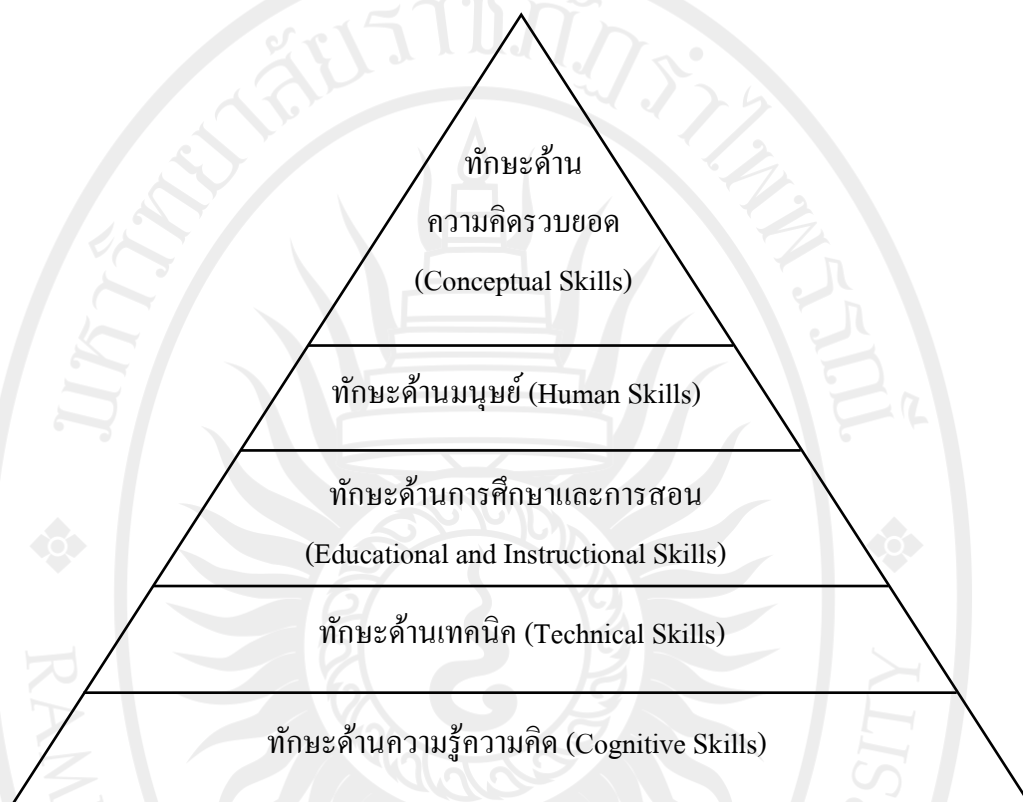 ทักษะด้าน
ความคิดรวบยอด
(Conceptual Skills)
ทักษะด้านมนุษย์ (Human Skills)
ทักษะด้านการศึกษาและการสอน
(Educational and Instructional Skills)
ทักษะด้านเทคนิค (Technical Skills)
ทักษะด้านความรู้ความคิด (Cognitive Skills)